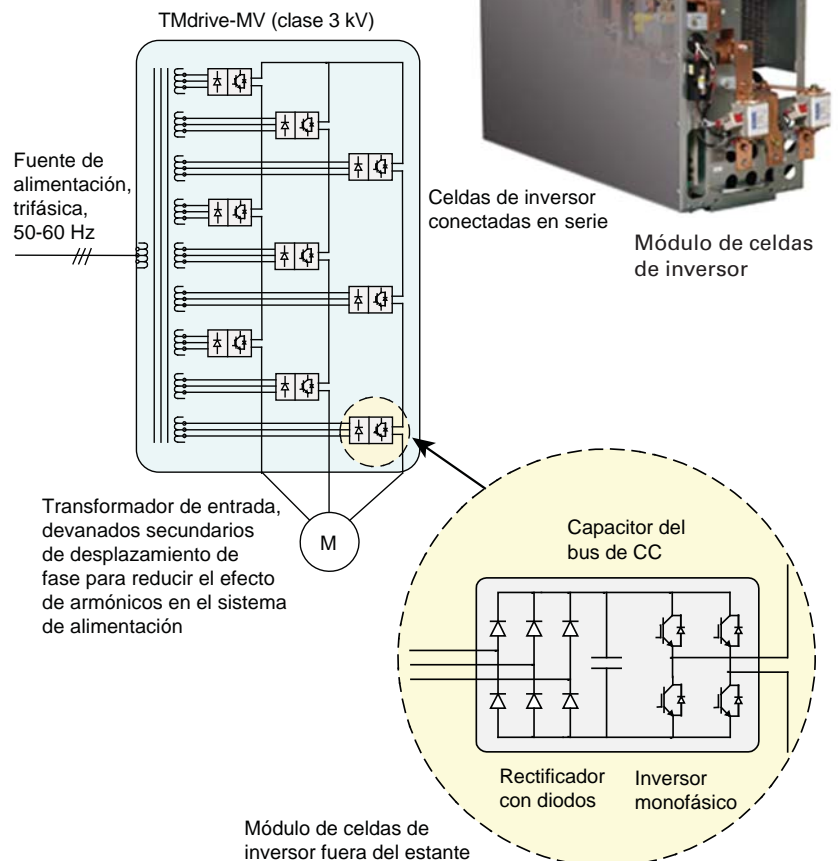 TMdrive-MV (clase 3 kV)
Fuente de
alimentación,
trifásica,
50-60 Hz
Celdas de inversor
conectadas en serie
Módulo de celdas
de inversor
Transformador de entrada,
devanados secundarios
de desplazamiento de
fase para reducir el efecto
de armónicos en el sistema
de alimentación
M
Capacitor del
bus de CC
Rectificador
con diodos
Inversor
monofásico
Módulo de celdas de
inversor fuera del estante